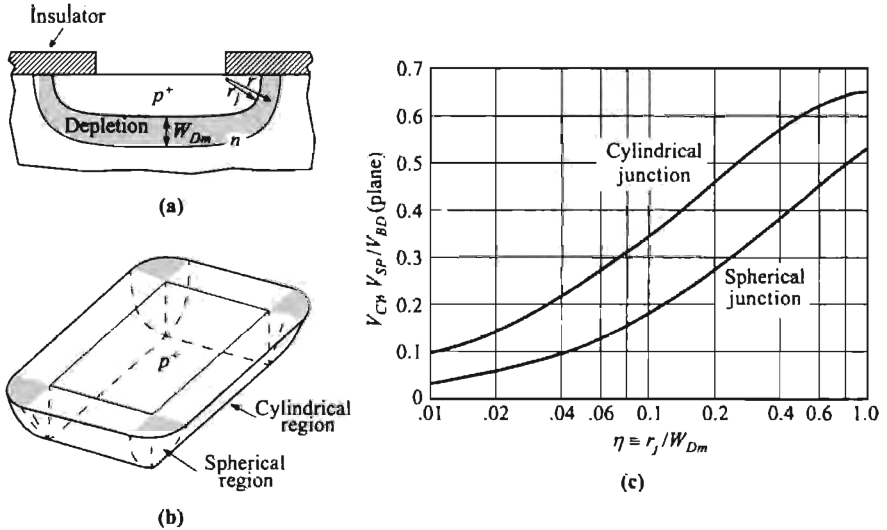 Insulator
p+
r
rj
Depletion
WDm
n
(a)
p+
Cylindrical
region
Spherical
region
(b)
VCY, VSP/VBD (plane)
0.7
0.6
0.5
0.4
0.3
0.2
0.1
0
Cylindrical
junction
Spherical
junction
.01 .02 .04 .06 0.1 0.2 0.4 0.6 1.0
η ≡ rj/WDm
(c)